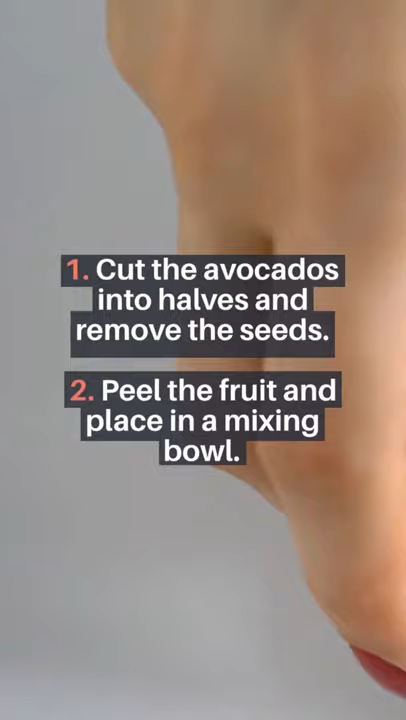 1. Cut the avocados
into halves and
remove the seeds.
2. Peel the fruit and
place in a mixing
bowl.